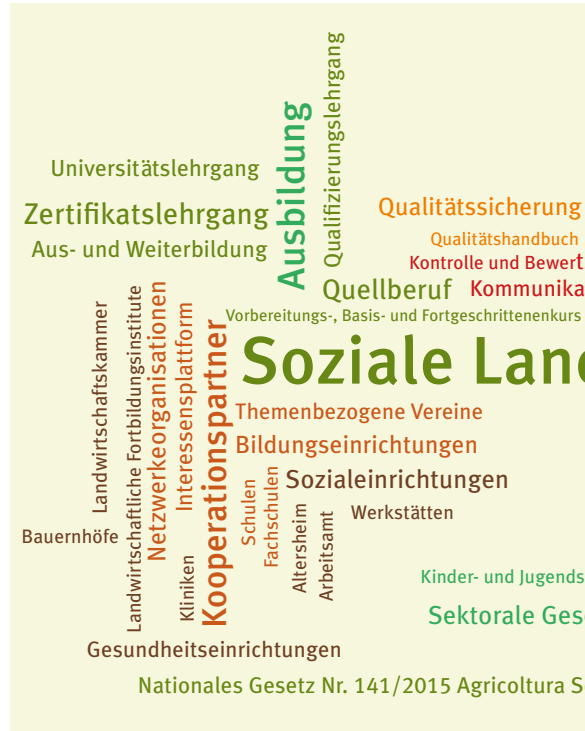 Qualifizierungslehrgang
Ausbildung
Universitätslehrgang
Zertifikatslehrgang
Qualitätssicherung
Aus- und Weiterbildung
Qualitätshandbuch
Kontrolle und Bewert
Quellberuf
Kommunika
Vorbereitungs-, Basis- und Fortgeschrittenenkurs
Soziale Land
Landwirtschaftskammer
Landwirtschaftliche Fortbildungsinstitute
Netzwerkeorganisationen
Interessensplattform
Kooperationspartner
Themenbezogene Vereine
Bildungseinrichtungen
Sozialeinrichtungen
Schulen
Fachschulen
Altersheim
Arbeitsamt
Werkstätten
Bauernhöfe
Kliniken
Kinder- und Jugends
Sektorale Gese
Gesundheitseinrichtungen
Nationales Gesetz Nr. 141/2015 Agricoltura S